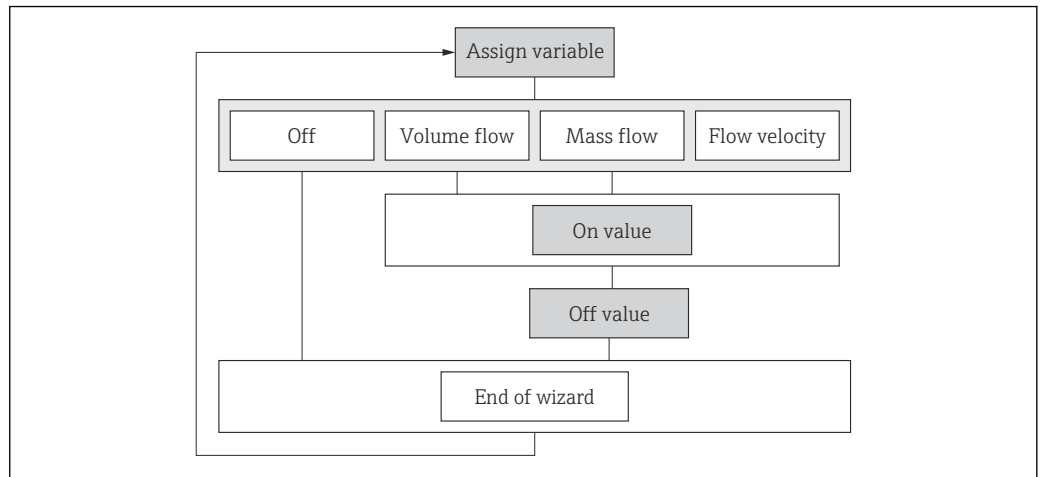 Assign variable
Off
Volume flow
Mass flow
Flow velocity
On value
Off value
End of wizard